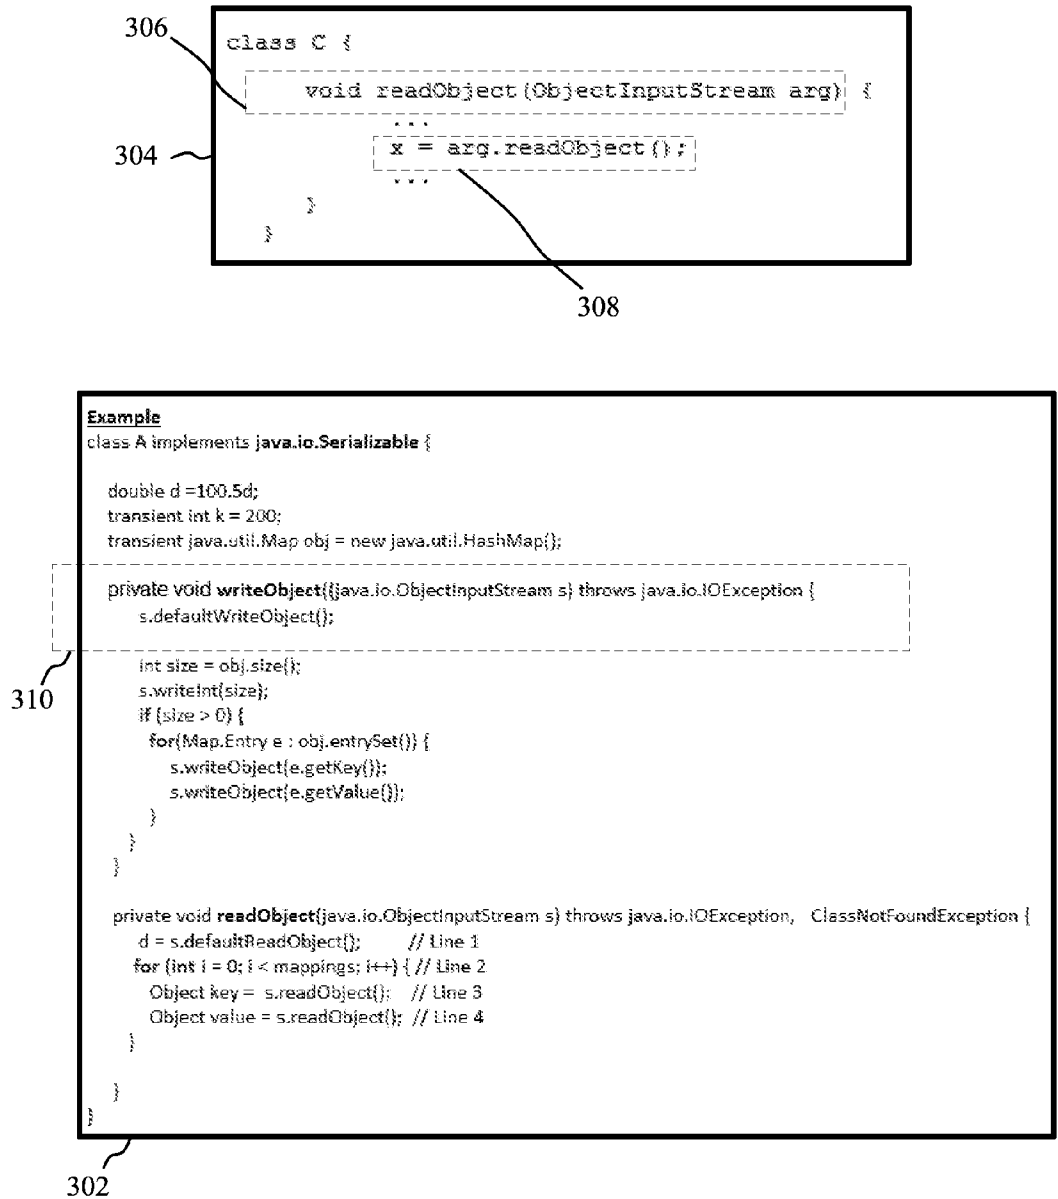 306
class C {
void readObject(ObjectInputStream arg) {
...
304
x = arg.readObject();
...
}
}
308
Example
class A implements java.io.Serializable {
double d =100.5d;
transient int k = 200;
transient java.util.Map obj = new java.util.HashMap();
private void writeObject((java.io.ObjectInputStream s) throws java.io.IOException {
s.defaultWriteObject();
310
int size = obj.size();
s.writeInt(size);
if (size > 0) {
for(Map.Entry e : obj.entrySet()) {
s.writeObject(e.getKey());
s.writeObject(e.getValue());
}
}
}
private void readObject(java.io.ObjectInputStream s) throws java.io.IOException, ClassNotFoundException {
d = s.defaultReadObject(); // Line 1
for (int i = 0; i < mappings; i++) { // Line 2
Object key = s.readObject(); // Line 3
Object value = s.readObject(); // Line 4
}
}
}
302